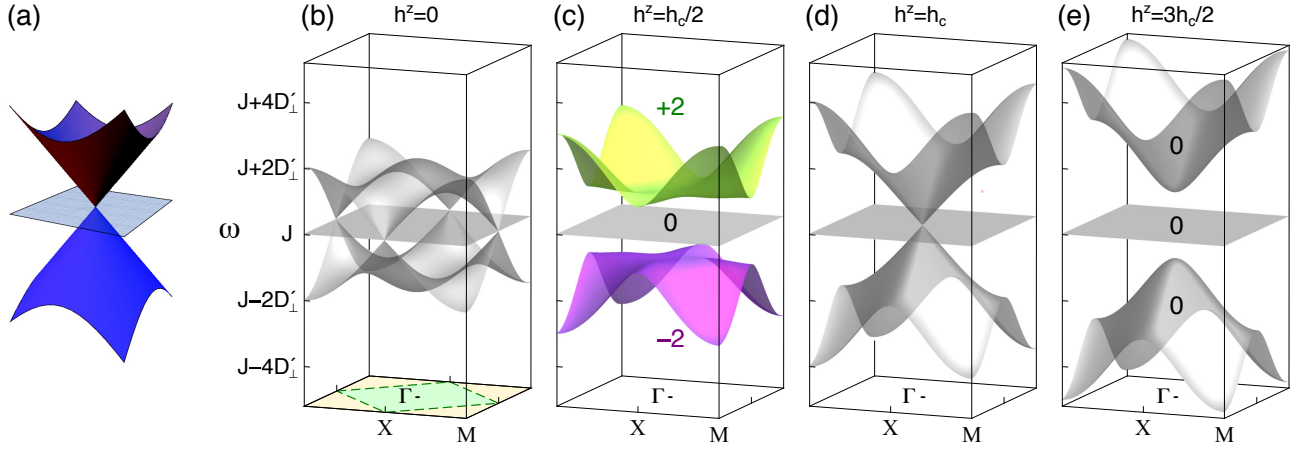 (a)
(b)
h^z=0
(c)
h^z=h_c/2
(d)
h^z=h_c
(e)
h^z=3h_c/2
ω
J+4D′⊥
J+2D′⊥
J
J−2D′⊥
J−4D′⊥
+2
0
−2
0
0
0
Γ
X
M
Γ
X
M
Γ
X
M
Γ
X
M